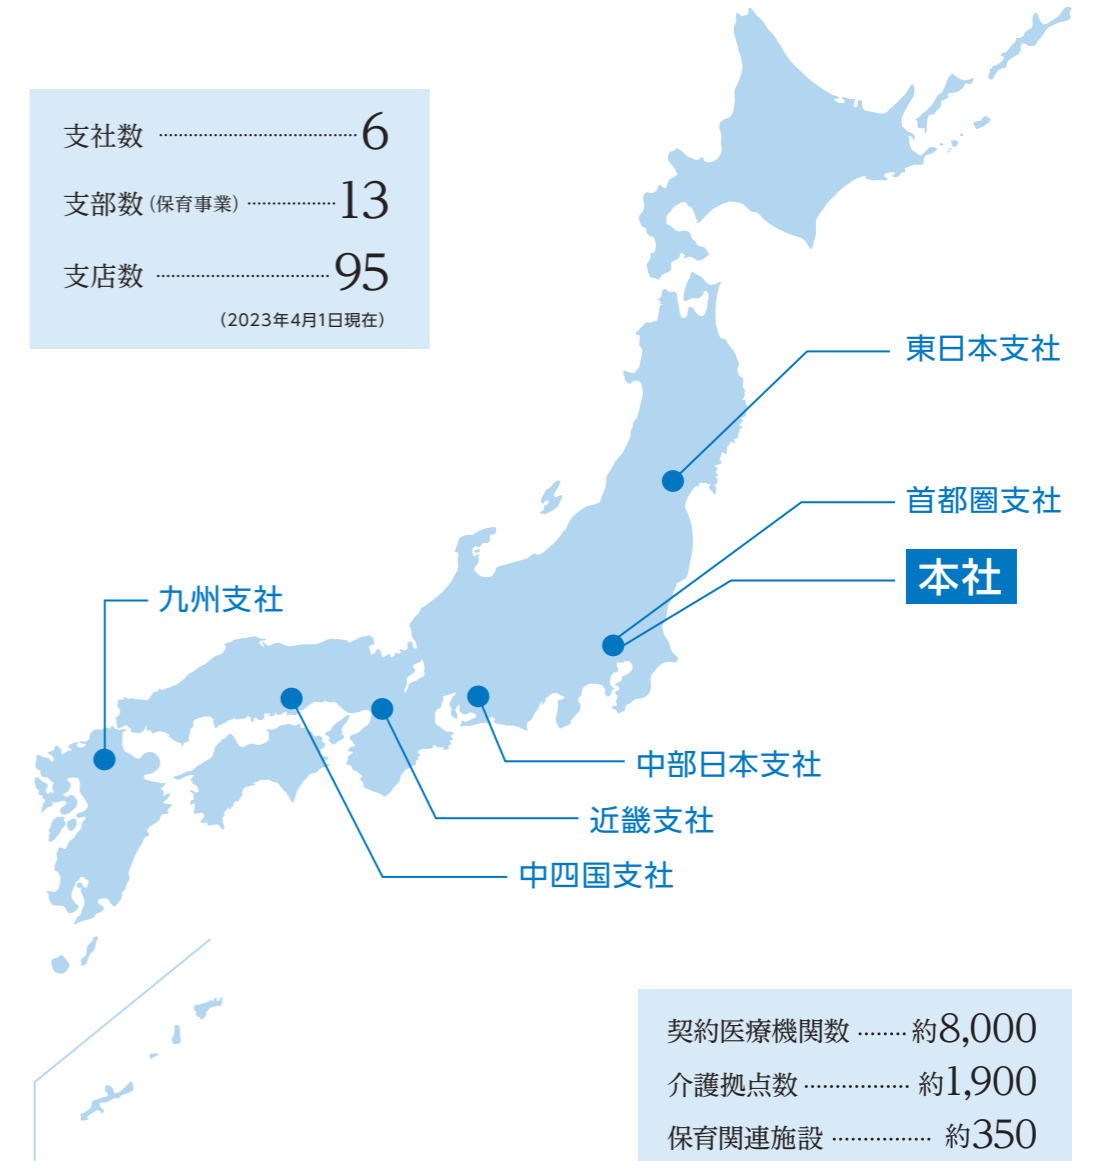 支社数 6
支部数(保育事業) 13
支店数 95
(2023年4月1日現在)
東日本支社
首都圏支社
本社
九州支社
中部日本支社
近畿支社
中四国支社
契約医療機関数 約8,000
介護拠点数 約1,900
保育関連施設 約350